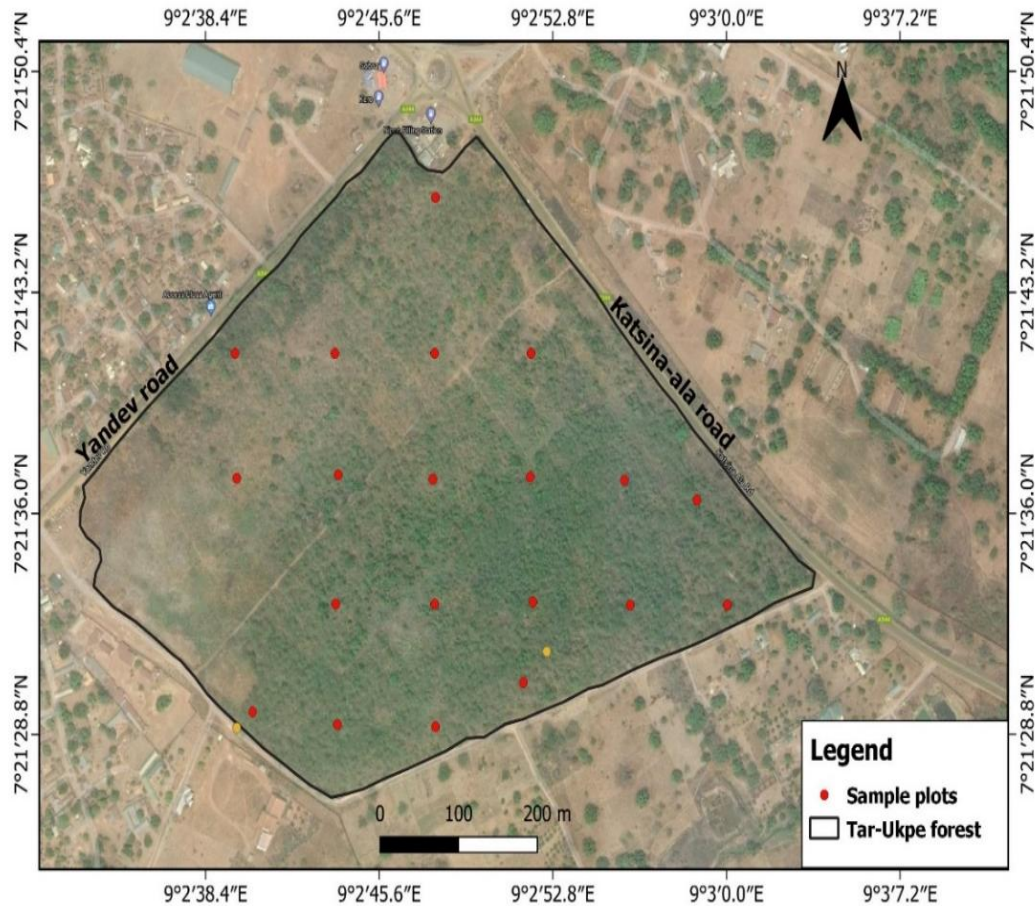 9°2′38.4″E 9°2′45.6″E 9°2′52.8″E 9°3′0.0″E 9°3′7.2″E
7°21′50.4″N 7°21′50.4″N
N
7°21′43.2″N 7°21′43.2″N
Yandev road
Katsina-ala road
7°21′36.0″N 7°21′36.0″N
7°21′28.8″N 7°21′28.8″N
Legend
Sample plots
Tar-Ukpe forest
0 100 200 m
9°2′38.4″E 9°2′45.6″E 9°2′52.8″E 9°3′0.0″E 9°3′7.2″E